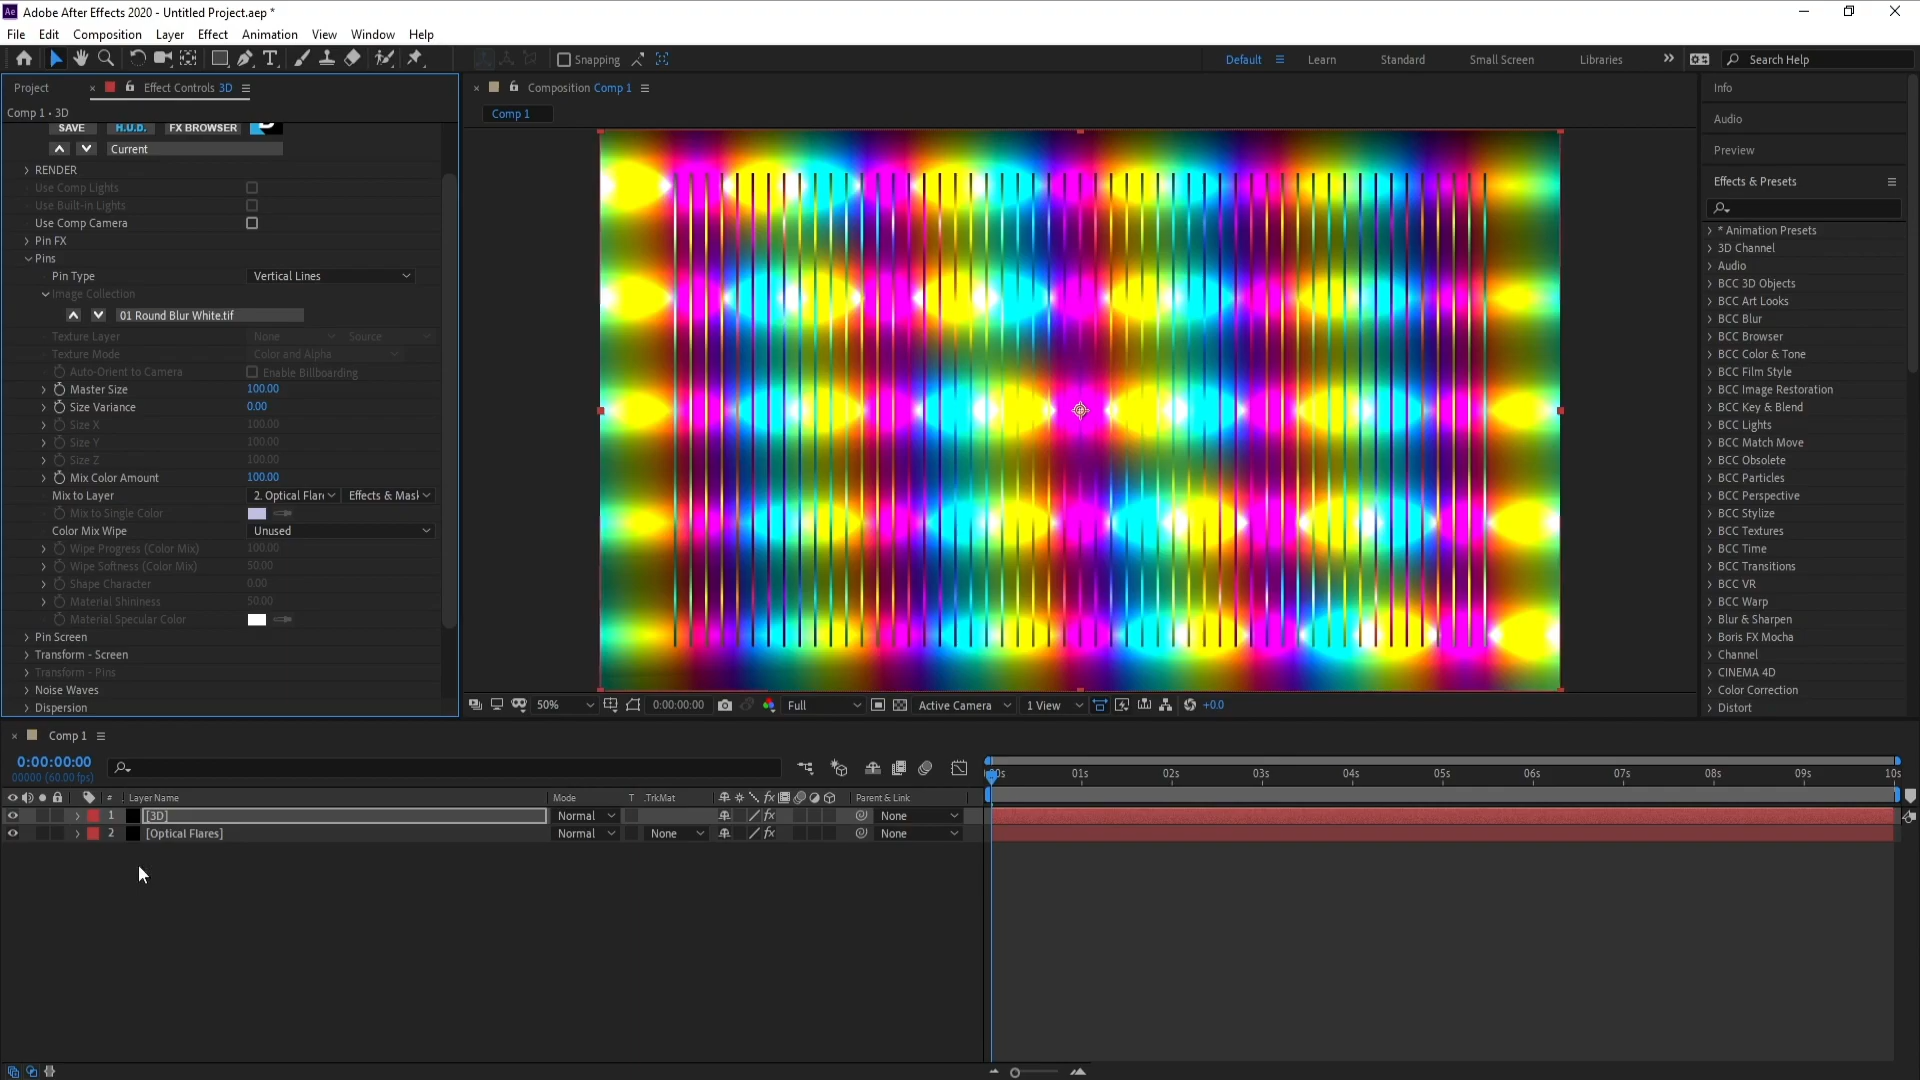 Ae Adobe After Effects 2020 - Untitled Project.aep *
File Edit Composition Layer Effect Animation View Window Help
Snapping Default Learn Standard Small Screen Libraries Search Help
Project Effect Controls 3D
Comp 1 • 3D
SAVE H.U.D. FX BROWSER
Current
RENDER
Use Comp Lights
Use Built-in Lights
Use Comp Camera
Pin FX
Pins
Pin Type Vertical Lines
Image Collection
01 Round Blur White.tif
Texture Layer None Source
Texture Mode Color and Alpha
Auto-Orient to Camera Enable Billboarding
Master Size 100.00
Size Variance 0.00
Size X 100.00
Size Y 100.00
Size Z 100.00
Mix Color Amount 100.00
Mix to Layer 2. Optical Flare Effects & Mask
Mix to Single Color
Color Mix Wipe Unused
Wipe Progress (Color Mix) 100.00
Wipe Softness (Color Mix) 50.00
Shape Character 0.00
Material Shininess 50.00
Material Specular Color
Pin Screen
Transform - Screen
Transform - Pins
Noise Waves
Dispersion
Composition Comp 1
Comp 1
50% 0:00:00:00 Full Active Camera 1 View +0.0
Info
Audio
Preview
Effects & Presets
* Animation Presets
3D Channel
Audio
BCC 3D Objects
BCC Art Looks
BCC Blur
BCC Browser
BCC Color & Tone
BCC Film Style
BCC Image Restoration
BCC Key & Blend
BCC Lights
BCC Match Move
BCC Obsolete
BCC Particles
BCC Perspective
BCC Stylize
BCC Textures
BCC Time
BCC Transitions
BCC VR
BCC Warp
Blur & Sharpen
Boris FX Mocha
Channel
CINEMA 4D
Color Correction
Distort
Comp 1
0:00:00:00
00000 (60.00 fps)
01s 02s 03s 04s 05s 06s 07s 08s 09s 10s
# Layer Name Mode T .TrkMat Parent & Link
1 [3D] Normal None
2 [Optical Flares] Normal None None